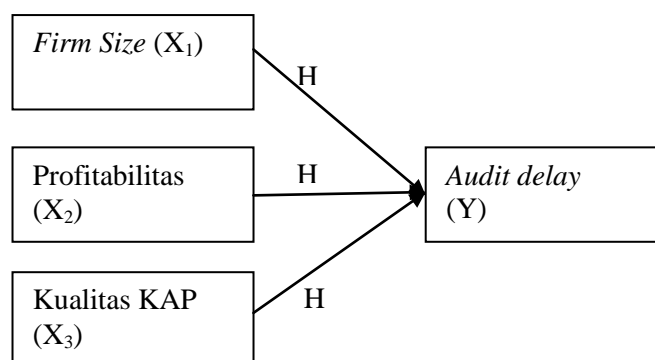 Firm Size (X₁)
H
Profitabilitas
(X₂)
H
Audit delay
(Y)
Kualitas KAP
(X₃)
H